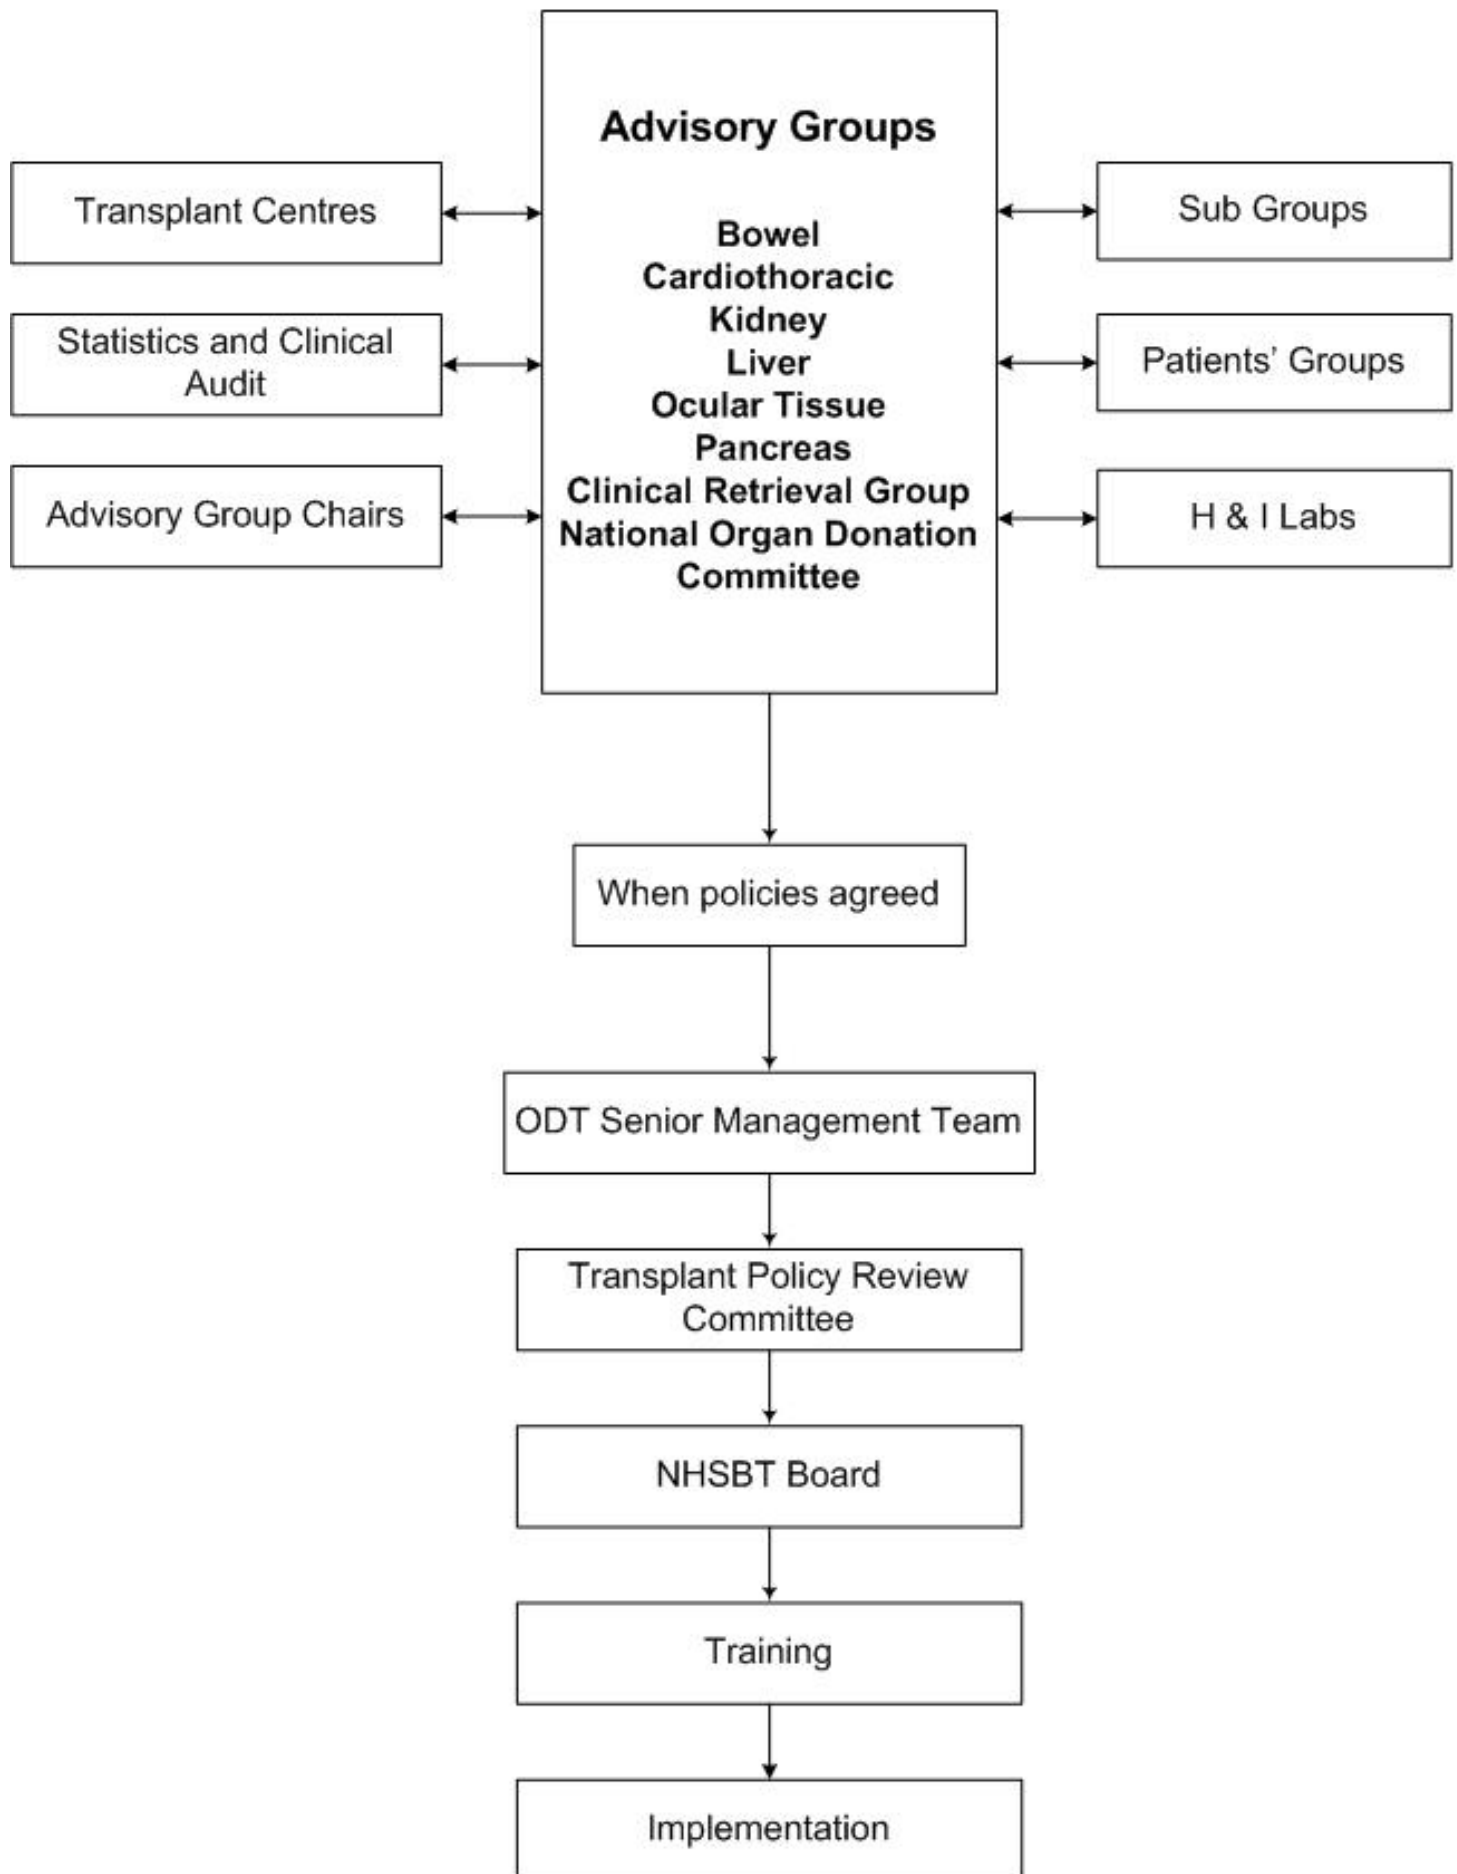 Advisory Groups
Bowel
Cardiothoracic
Kidney
Liver
Ocular Tissue
Pancreas
Clinical Retrieval Group
National Organ Donation
Committee
Transplant Centres
Statistics and Clinical
Audit
Advisory Group Chairs
Sub Groups
Patients' Groups
H & I Labs
When policies agreed
ODT Senior Management Team
Transplant Policy Review
Committee
NHSBT Board
Training
Implementation